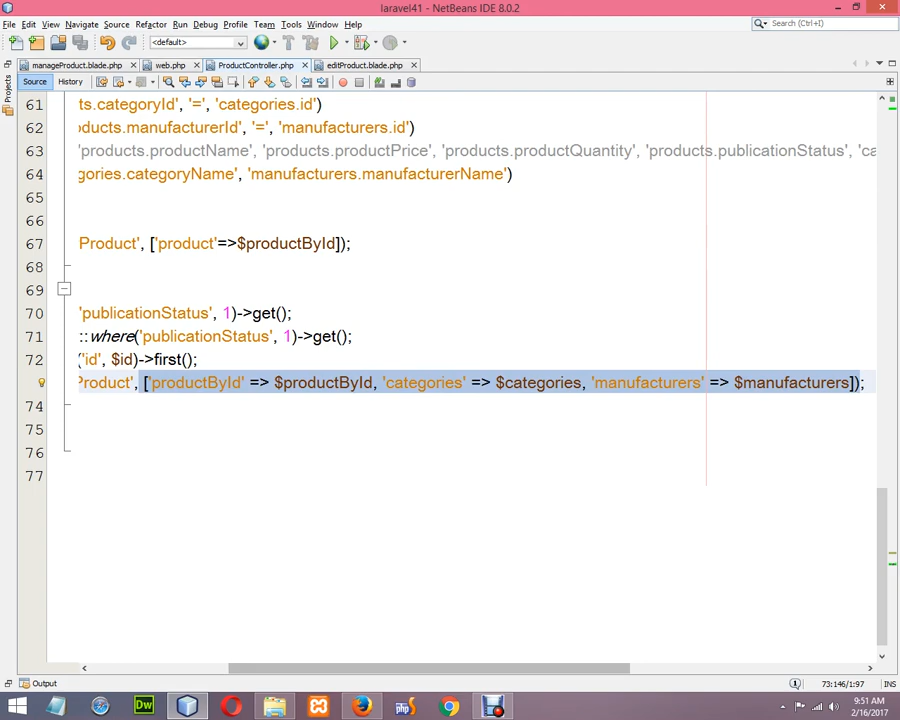 laravel41 - NetBeans IDE 8.0.2
File Edit View Navigate Source Refactor Run Debug Profile Team Tools Window Help
Search (Ctrl+I)
<default>
manageProduct.blade.php web.php ProductController.php editProduct.blade.php
Source History
Projects
61 ts.categoryId', '=', 'categories.id')
62 oducts.manufacturerId', '=', 'manufacturers.id')
63 'products.productName', 'products.productPrice', 'products.productQuantity', 'products.publicationStatus', 'ca
64 gories.categoryName', 'manufacturers.manufacturerName')
65
66
67 Product', ['product'=>$productById]);
68
69
70 'publicationStatus', 1)->get();
71 ::where('publicationStatus', 1)->get();
72 ('id', $id)->first();
Product', ['productById' => $productById, 'categories' => $categories, 'manufacturers' => $manufacturers]);
74
75
76
77
Output
73:146/1:97 INS
Dw
php
9:51 AM
2/16/2017